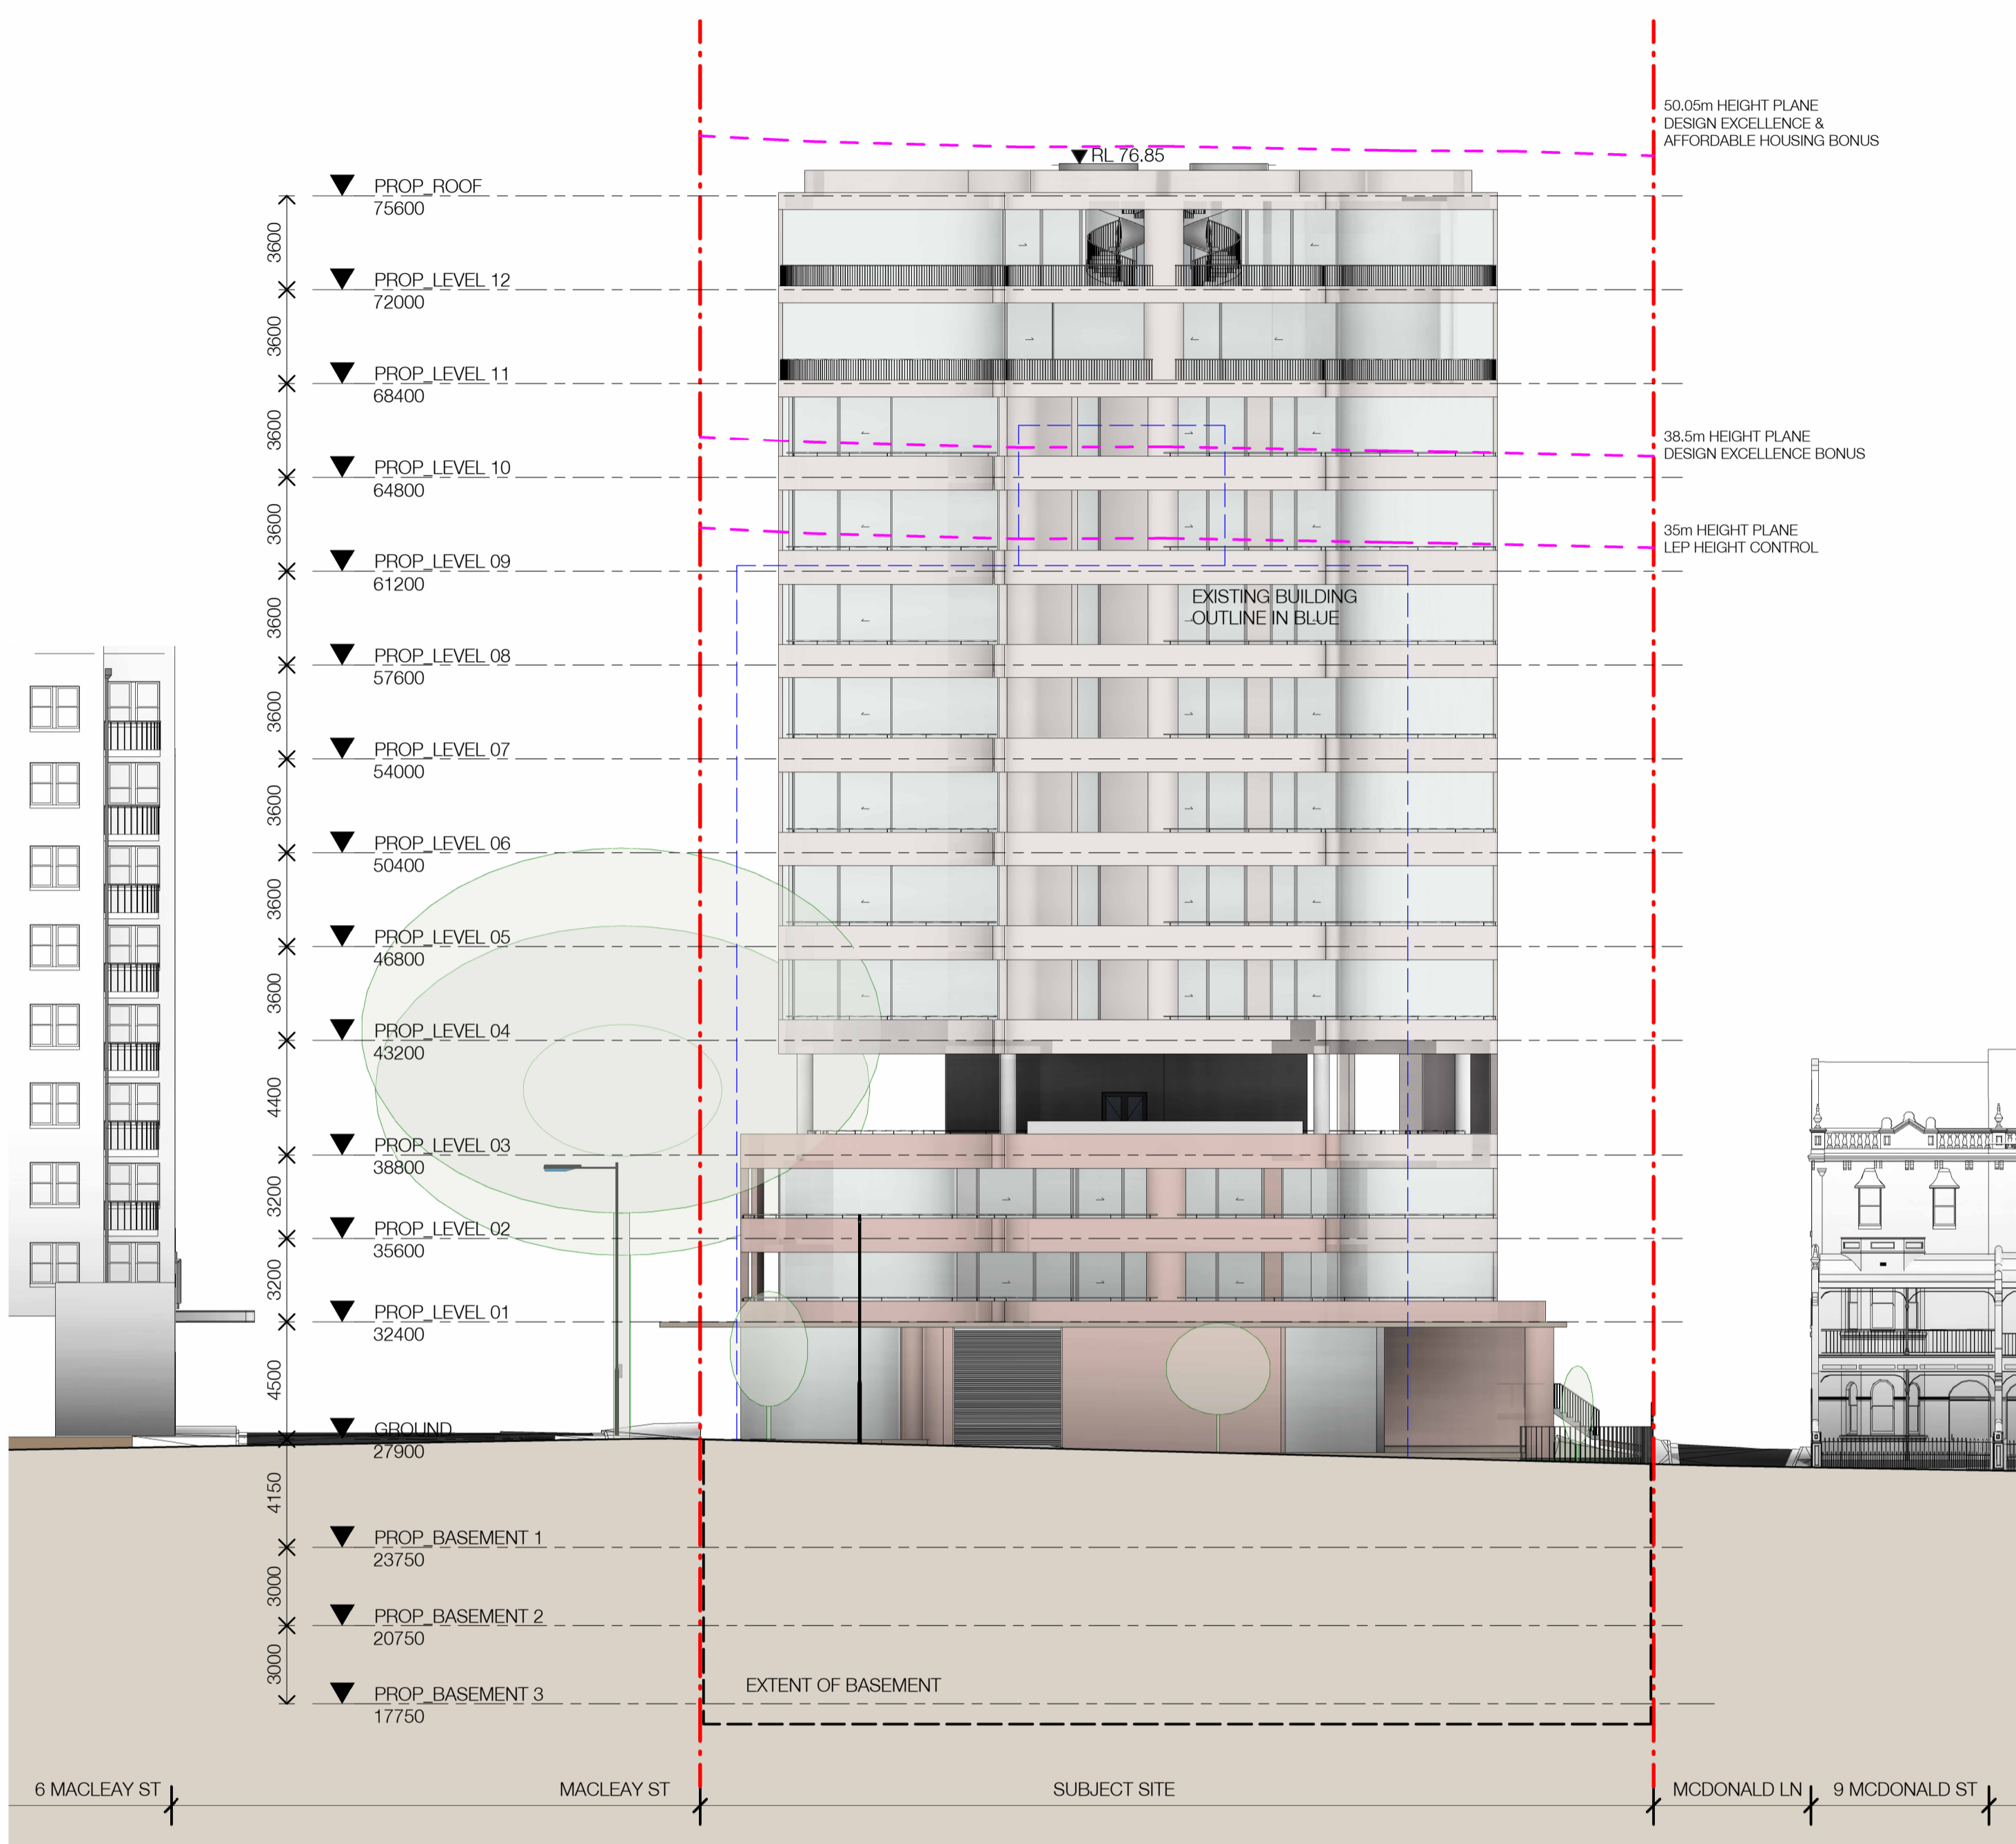 50.05m HEIGHT PLANE
DESIGN EXCELLENCE &
AFFORDABLE HOUSING BONUS
RL 76.85
PROP_ROOF
75600
3600
PROP_LEVEL 12
72000
3600
PROP_LEVEL 11
68400
3600
38.5m HEIGHT PLANE
DESIGN EXCELLENCE BONUS
PROP_LEVEL 10
64800
3600
35m HEIGHT PLANE
LEP HEIGHT CONTROL
PROP_LEVEL 09
61200
EXISTING BUILDING
OUTLINE IN BLUE
3600
PROP_LEVEL 08
57600
3600
PROP_LEVEL 07
54000
3600
PROP_LEVEL 06
50400
3600
PROP_LEVEL 05
46800
3600
PROP_LEVEL 04
43200
4400
PROP_LEVEL 03
38800
3200
PROP_LEVEL 02
35600
3200
PROP_LEVEL 01
32400
4500
GROUND
27900
4150
PROP_BASEMENT 1
23750
3000
PROP_BASEMENT 2
20750
3000
EXTENT OF BASEMENT
PROP_BASEMENT 3
17750
6 MACLEAY ST
MACLEAY ST
SUBJECT SITE
MCDONALD LN
9 MCDONALD ST